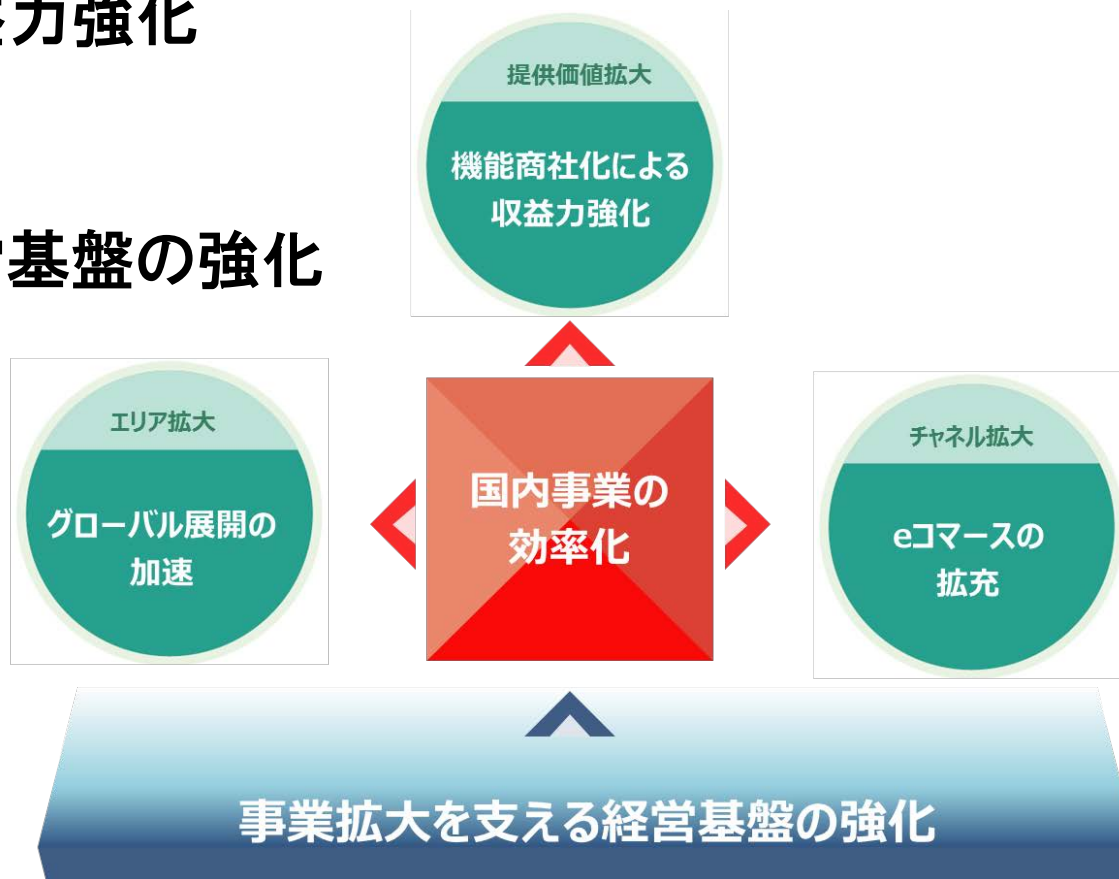 力強化
基盤の強化
提供価値拡大
機能商社化による
収益力強化
エリア拡大
グローバル展開の
加速
国内事業の
効率化
チャネル拡大
eコマースの
拡充
事業拡大を支える経営基盤の強化